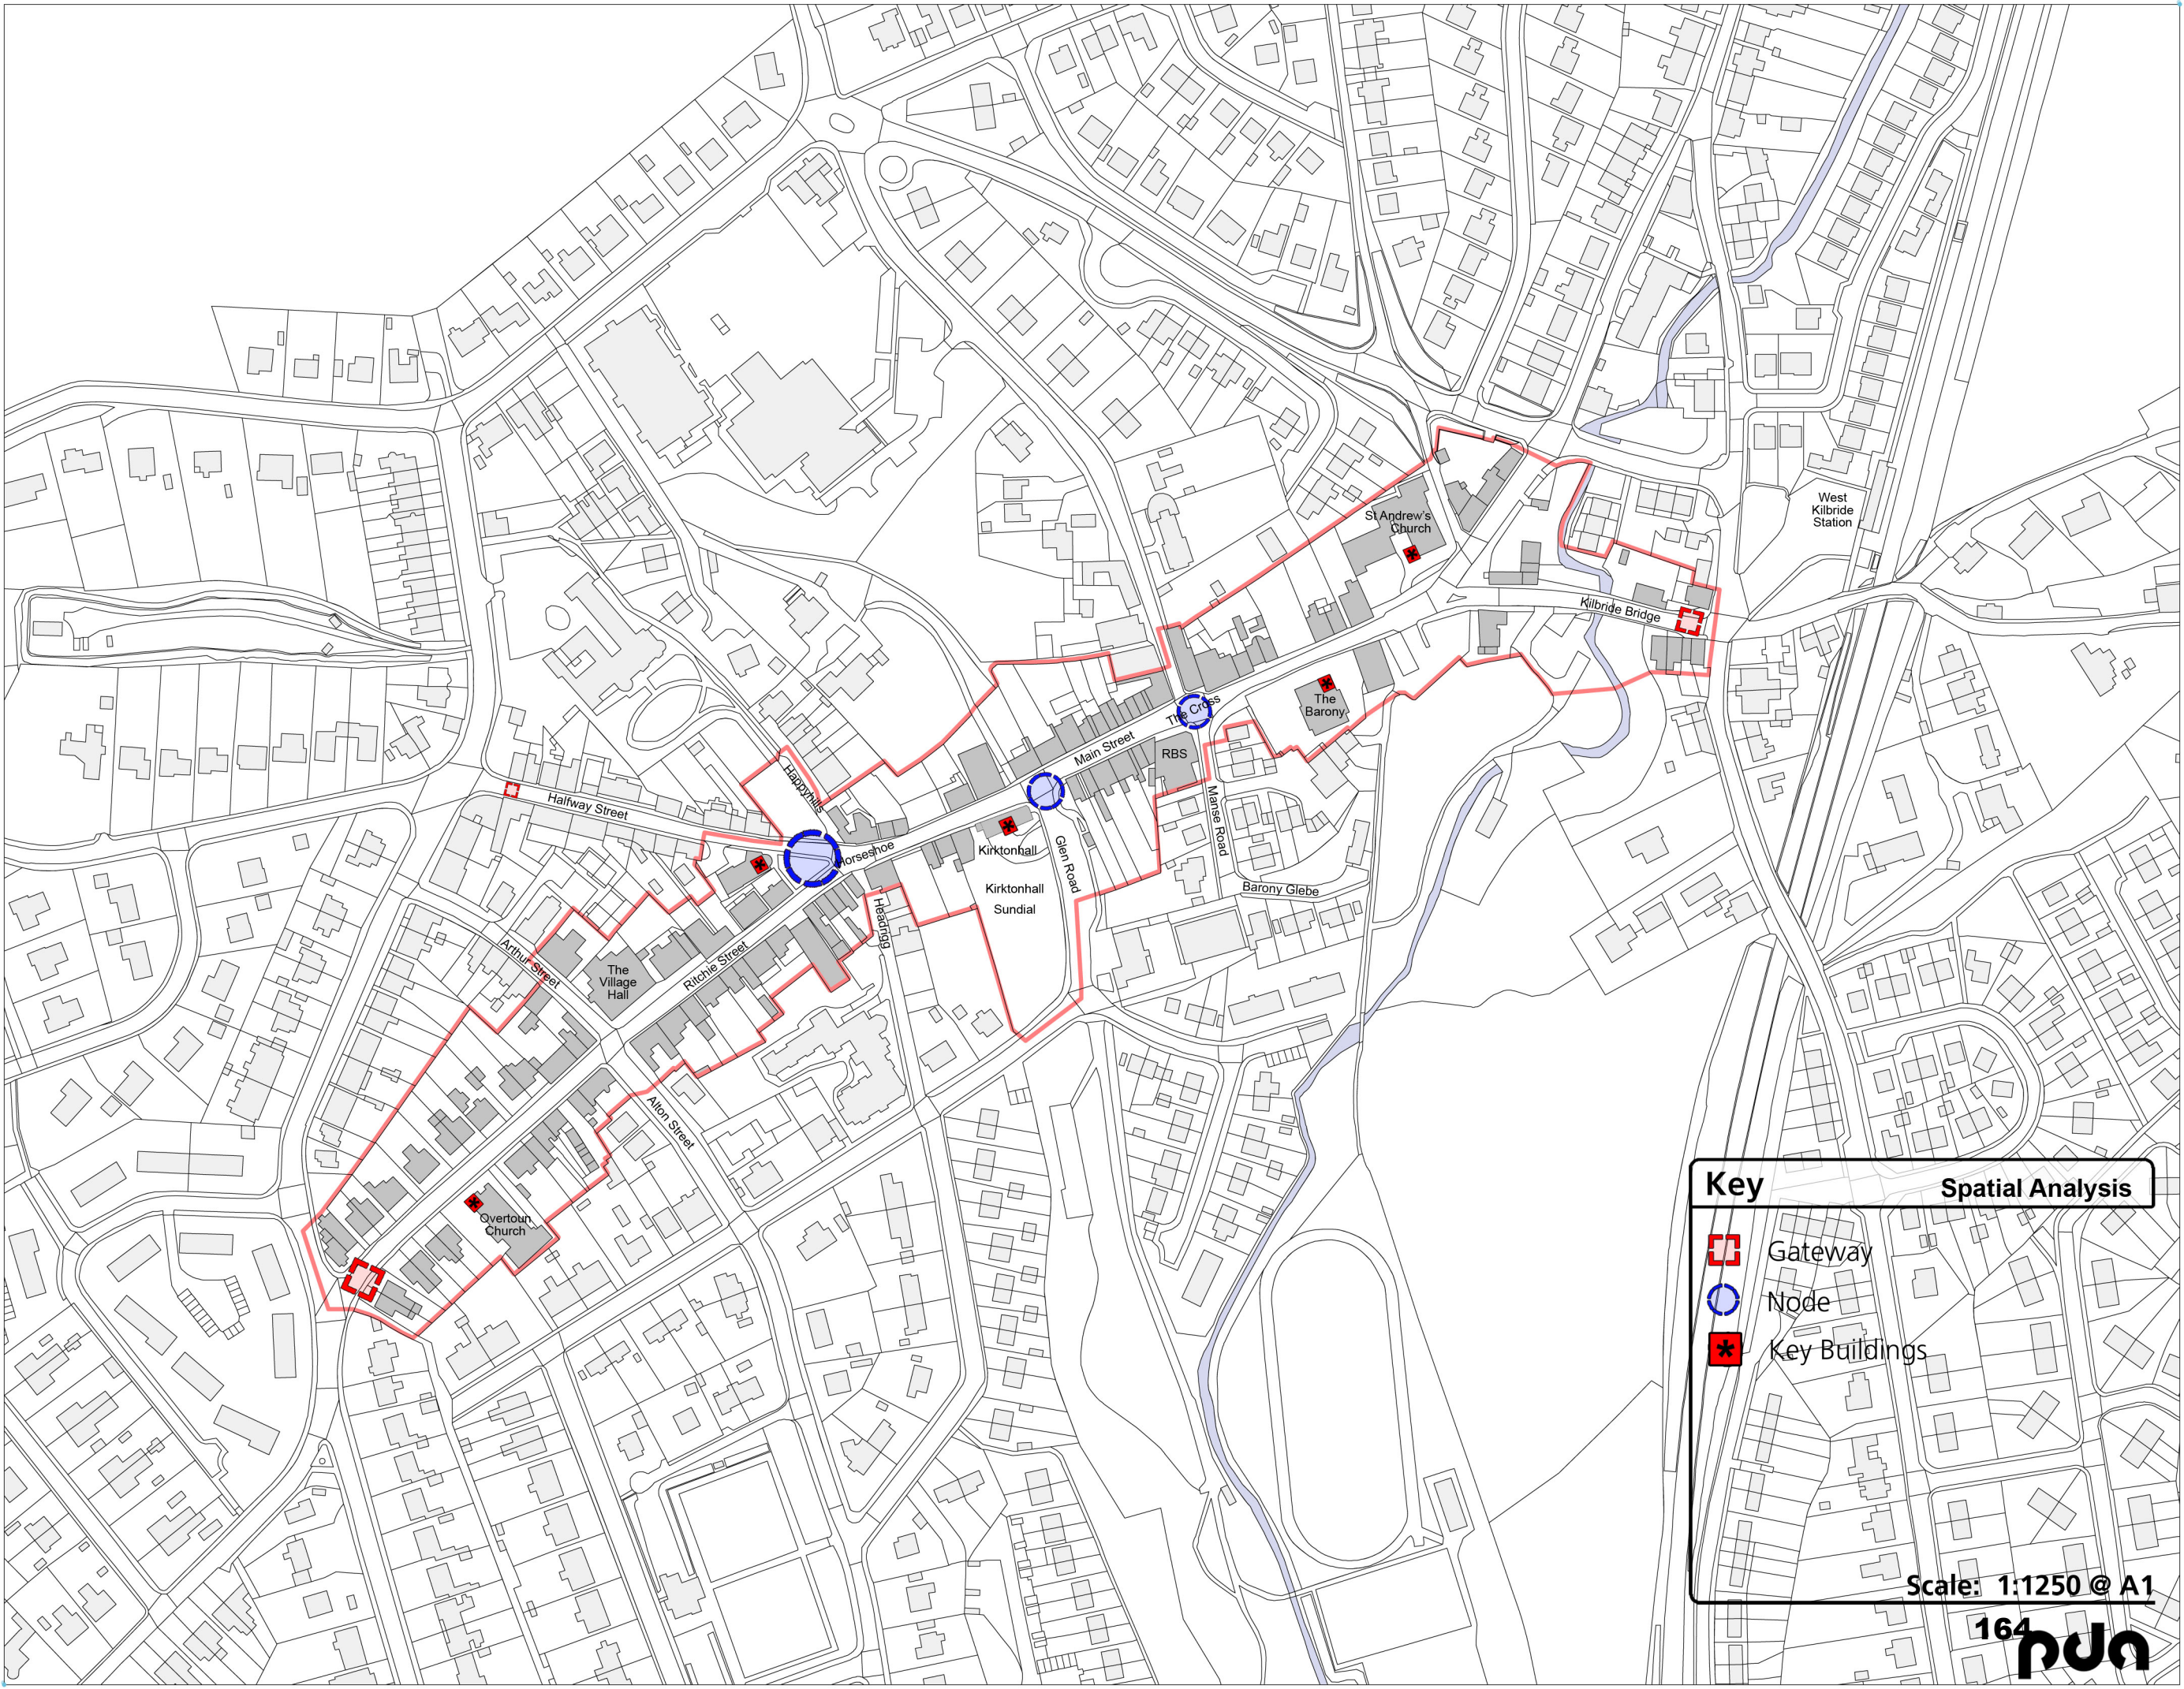 West
Kilbride
Station
St Andrew's
Church
Kilbride Bridge
The Cross
The
Barony
Main Street
RBS
Happyhills
Halfway Street
Manse Road
Horseshoe
Kirktonhall
Glen Road
Kirktonhall
Sundial
Barony Glebe
Headrigg
Arthur Street
The
Village
Hall
Ritchie Street
Alton Street
Overtoun
Church
Key
Spatial Analysis
Gateway
Node
Key Buildings
Scale: 1:1250 @ A1
164
pda